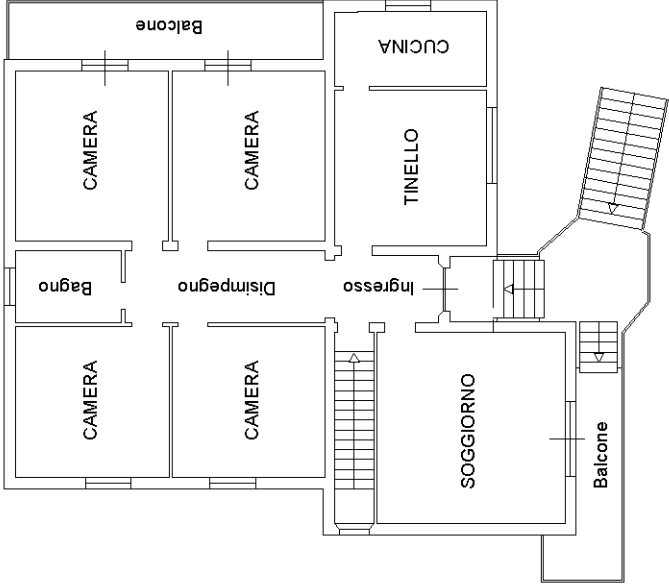 Balcone
CUCINA
CAMERA
CAMERA
TINELLO
Bagno
Disimpegno
Ingresso
CAMERA
CAMERA
SOGGIORNO
Balcone